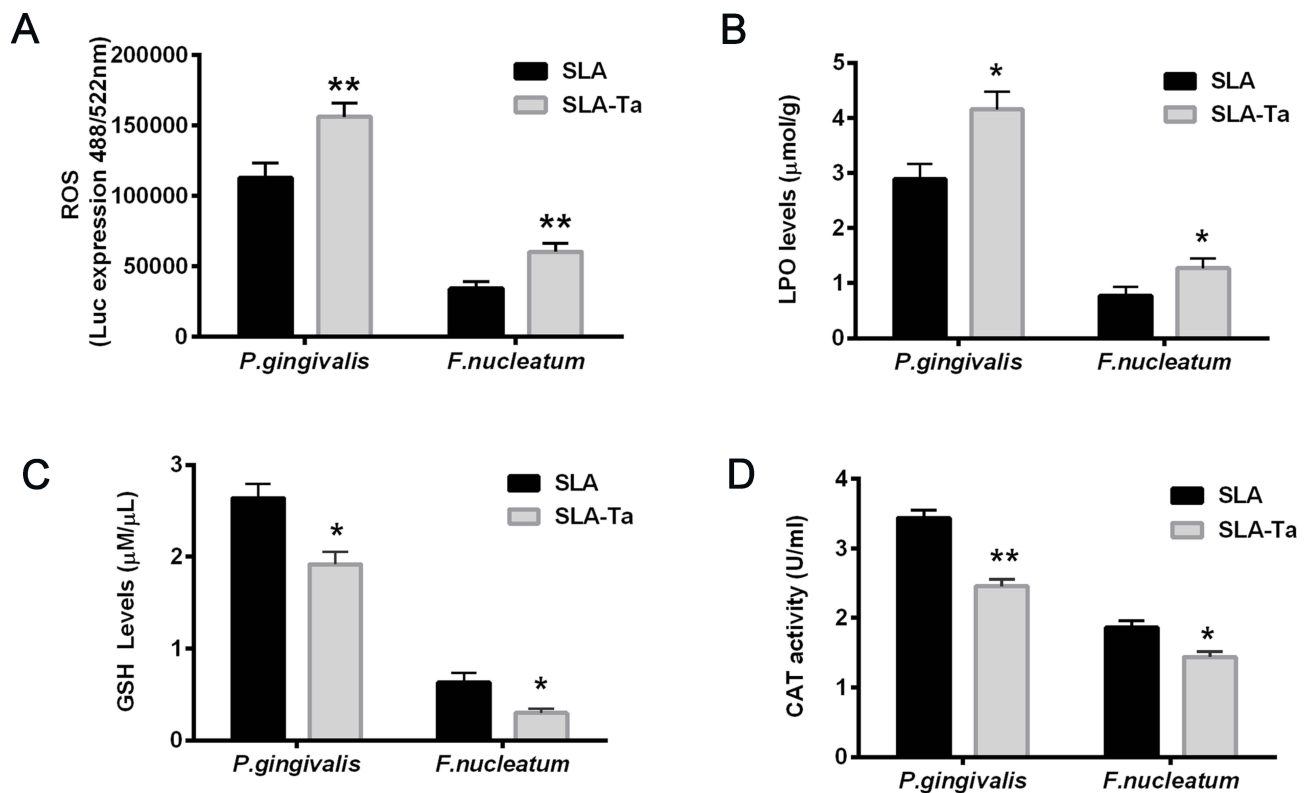 A
ROS
(Luc expression 488/522nm)
200000
150000
100000
50000
0
**
**
SLA
SLA-Ta
P.gingivalis
F.nucleatum
B
LPO levels (μmol/g)
5
4
3
2
1
0
*
*
SLA
SLA-Ta
P.gingivalis
F.nucleatum
C
GSH Levels (μM/μL)
3
2
1
0
*
*
SLA
SLA-Ta
P.gingivalis
F.nucleatum
D
CAT activity (U/ml)
4
3
2
1
0
**
*
SLA
SLA-Ta
P.gingivalis
F.nucleatum